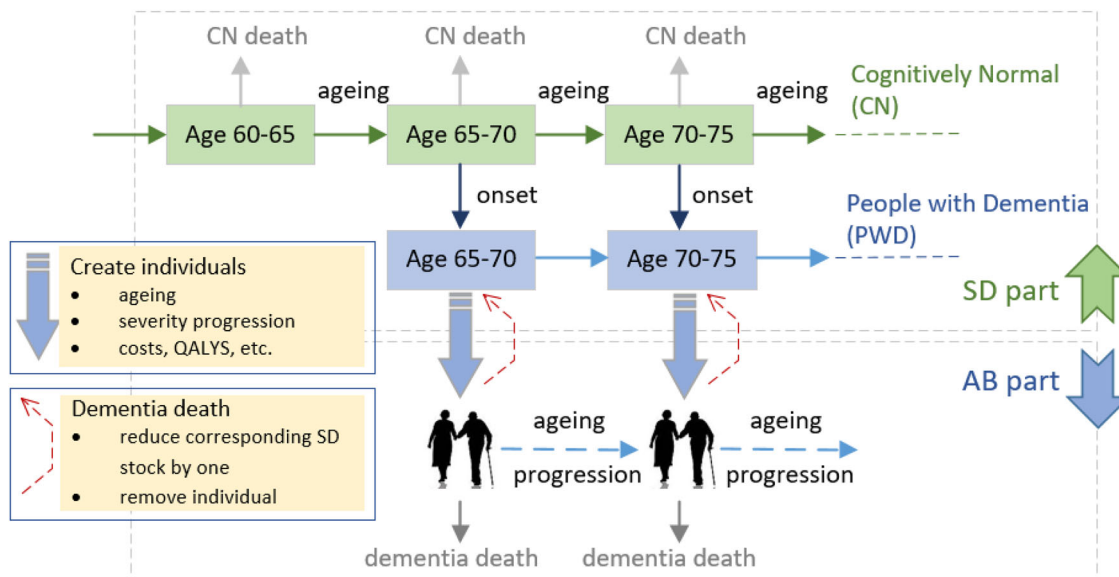 CN death
CN death
CN death
ageing
ageing
ageing
Cognitively Normal
(CN)
Age 60-65
Age 65-70
Age 70-75
onset
onset
People with Dementia
(PWD)
Age 65-70
Age 70-75
Create individuals
• ageing
• severity progression
• costs, QALYS, etc.
SD part
AB part
Dementia death
• reduce corresponding SD
stock by one
• remove individual
ageing
progression
ageing
progression
dementia death
dementia death